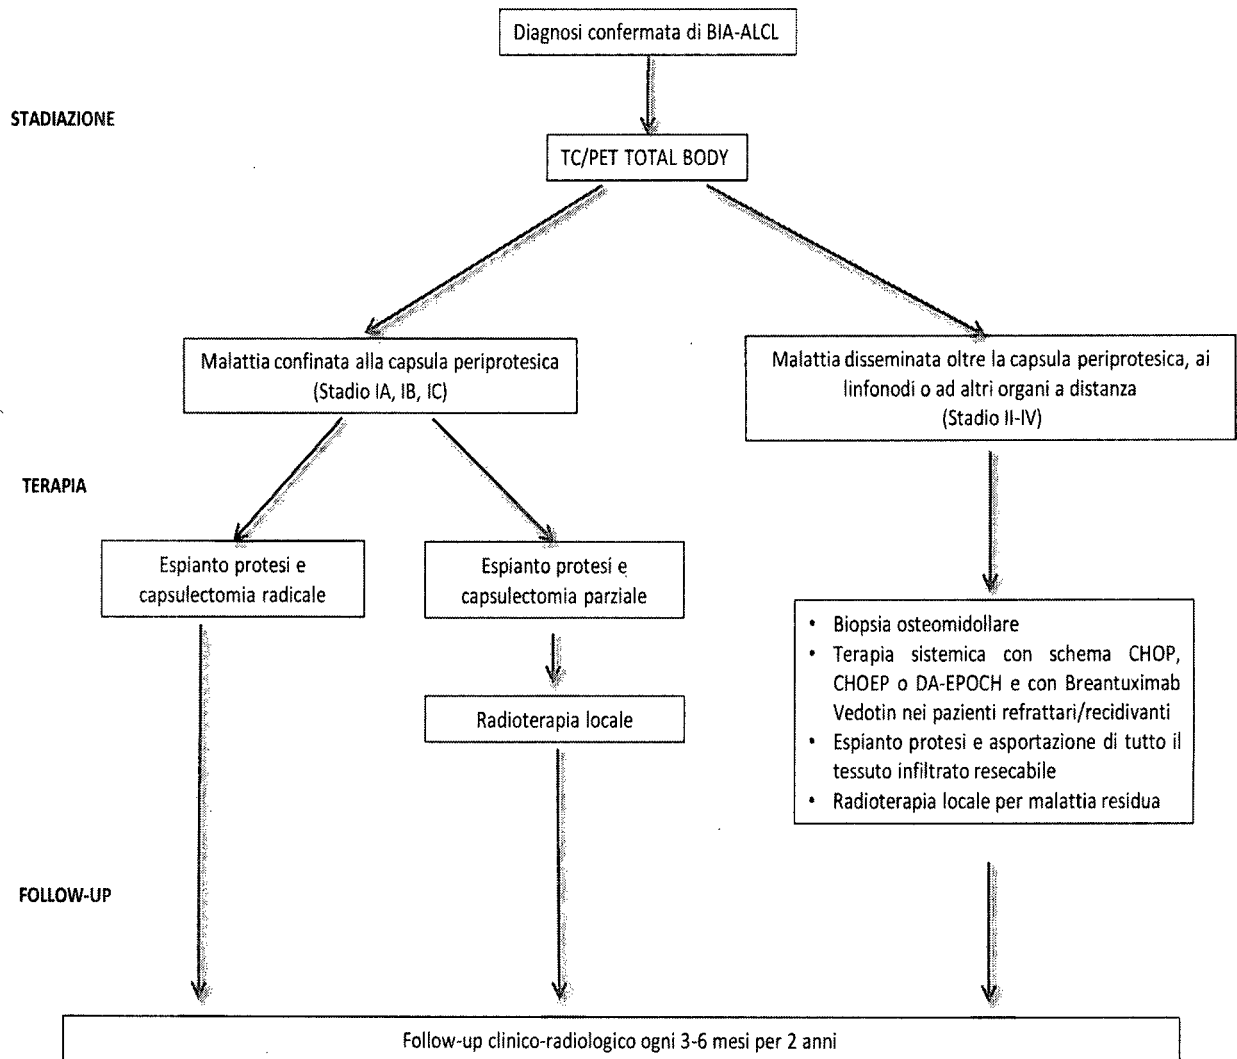 Diagnosi confermata di BIA-ALCL
STADIAZIONE
TC/PET TOTAL BODY
Malattia confinata alla capsula periprotesica
(Stadio IA, IB, IC)
Malattia disseminata oltre la capsula periprotesica, ai
linfonodi o ad altri organi a distanza
(Stadio II-IV)
TERAPIA
Espianto protesi e
capsulectomia radicale
Espianto protesi e
capsulectomia parziale
Radioterapia locale
• Biopsia osteomidollare
• Terapia sistemica con schema CHOP,
CHOEP o DA-EPOCH e con Breantuximab
Vedotin nei pazienti refrattari/recidivanti
• Espianto protesi e asportazione di tutto il
tessuto infiltrato resecabile
• Radioterapia locale per malattia residua
FOLLOW-UP
Follow-up clinico-radiologico ogni 3-6 mesi per 2 anni